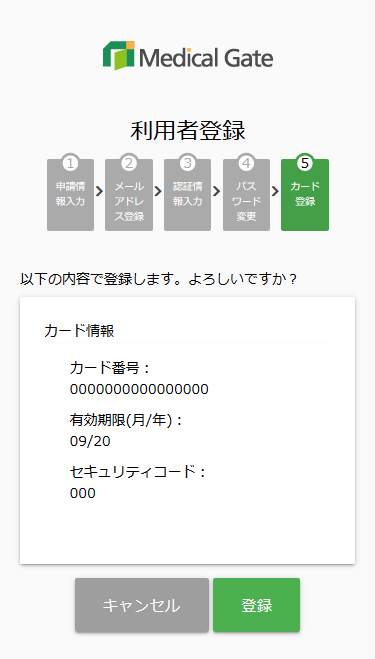 Medical Gate
利用者登録
1
申請情
報入力
2
メール
アドレ
ス登録
3
認証情
報入力
4
パス
ワード
変更
5
カード
登録
以下の内容で登録します。よろしいですか？
カード情報
カード番号：
0000000000000000
有効期限(月/年)：
09/20
セキュリティコード：
000
キャンセル
登録